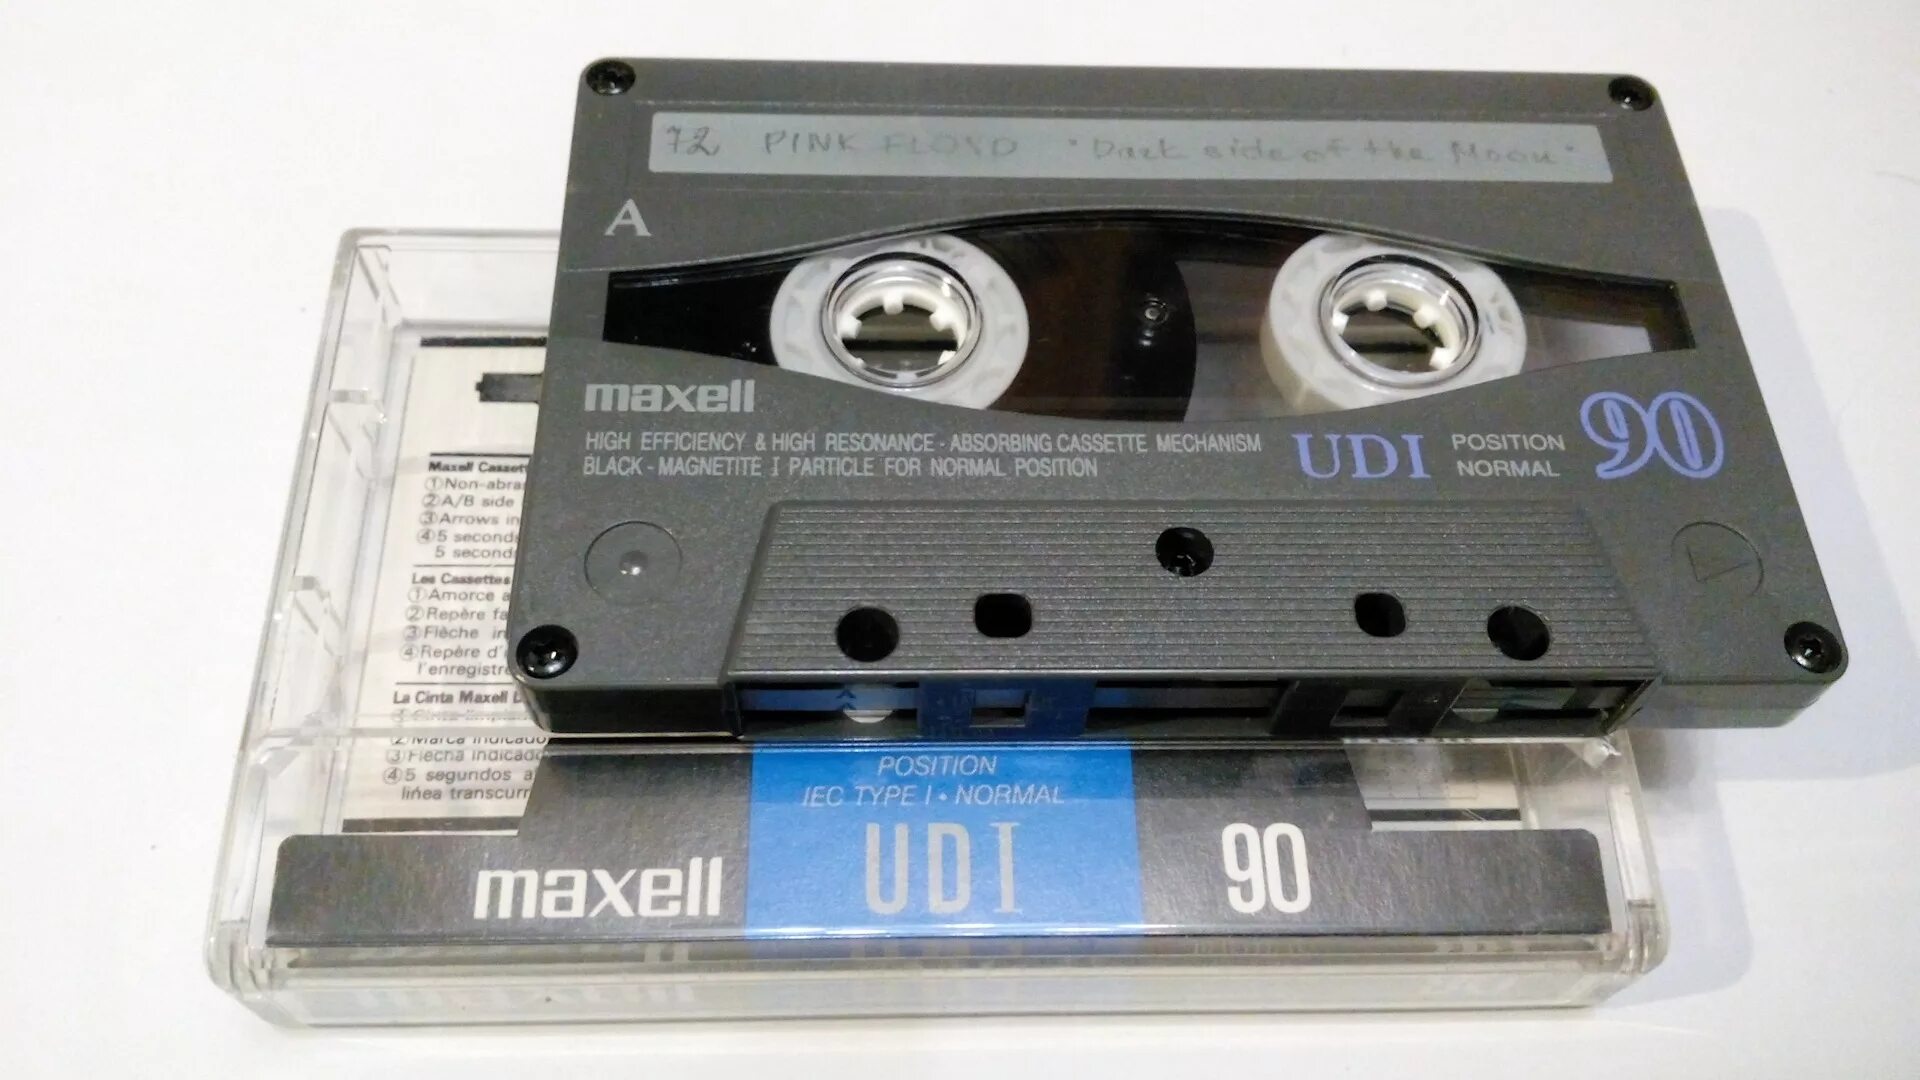 72 PINK FLOYD "Dark side of the Moon"
A
maxell
HIGH EFFICIENCY & HIGH RESONANCE - ABSORBING CASSETTE MECHANISM
BLACK - MAGNETITE I PARTICLE FOR NORMAL POSITION
UDI POSITION NORMAL 90
Maxell Cassett
①Non-abra
②A/B side
③Arrows in
④5 second
5 second
Les Cassettes
①Amorce a
②Repère fa
③Flèche in
④Repère d'
l'enregistre
La Cinta Maxell
②Marca indicado
③Flecha indicado
④5 segundos a
línea transcurr
POSITION
IEC TYPE I • NORMAL
maxell UDI 90